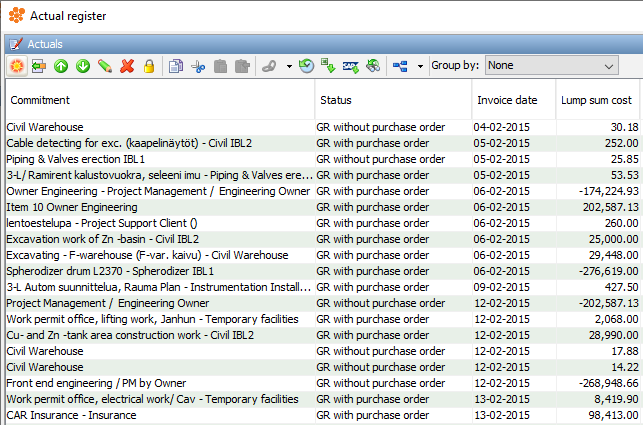 Actual register
Actuals
Group by: None
Commitment Status Invoice date Lump sum cost
Civil Warehouse GR without purchase order 04-02-2015 30.18
Cable detecting for exc. (kaapelinäytöt) - Civil IBL2 GR with purchase order 05-02-2015 252.00
Piping & Valves erection IBL1 GR without purchase order 05-02-2015 25.85
3-L/ Ramirent kalustovuokra, seleeni imu - Piping & Valves ere... GR with purchase order 06-02-2015 53.53
Owner Engineering - Project Management / Engineering Owner GR with purchase order 06-02-2015 -174,224.93
Item 10 Owner Engineering GR with purchase order 06-02-2015 202,587.13
lentoestelupa - Project Support Client () GR with purchase order 06-02-2015 260.00
Excavation work of Zn -basin - Civil IBL2 GR with purchase order 06-02-2015 25,000.00
Excavating - F-warehouse (F-var. kaivu) - Civil Warehouse GR with purchase order 06-02-2015 29,448.00
Spherodizer drum L2370 - Spherodizer IBL1 GR with purchase order 06-02-2015 -276,619.00
3-L Autom suunnittelua, Rauma Plan - Instrumentation Install... GR with purchase order 09-02-2015 427.50
Project Management / Engineering Owner GR without purchase order 12-02-2015 -202,587.13
Work permit office, lifting work, Janhun - Temporary facilities GR with purchase order 12-02-2015 2,068.00
Cu- and Zn -tank area construction work - Civil IBL2 GR with purchase order 12-02-2015 28,990.00
Civil Warehouse GR without purchase order 12-02-2015 17.88
Civil Warehouse GR without purchase order 12-02-2015 14.22
Front end engineering / PM by Owner GR with purchase order 12-02-2015 -268,948.66
Work permit office, electrical work/ Cav - Temporary facilities GR with purchase order 13-02-2015 8,419.90
CAR Insurance - Insurance GR with purchase order 13-02-2015 98,413.00